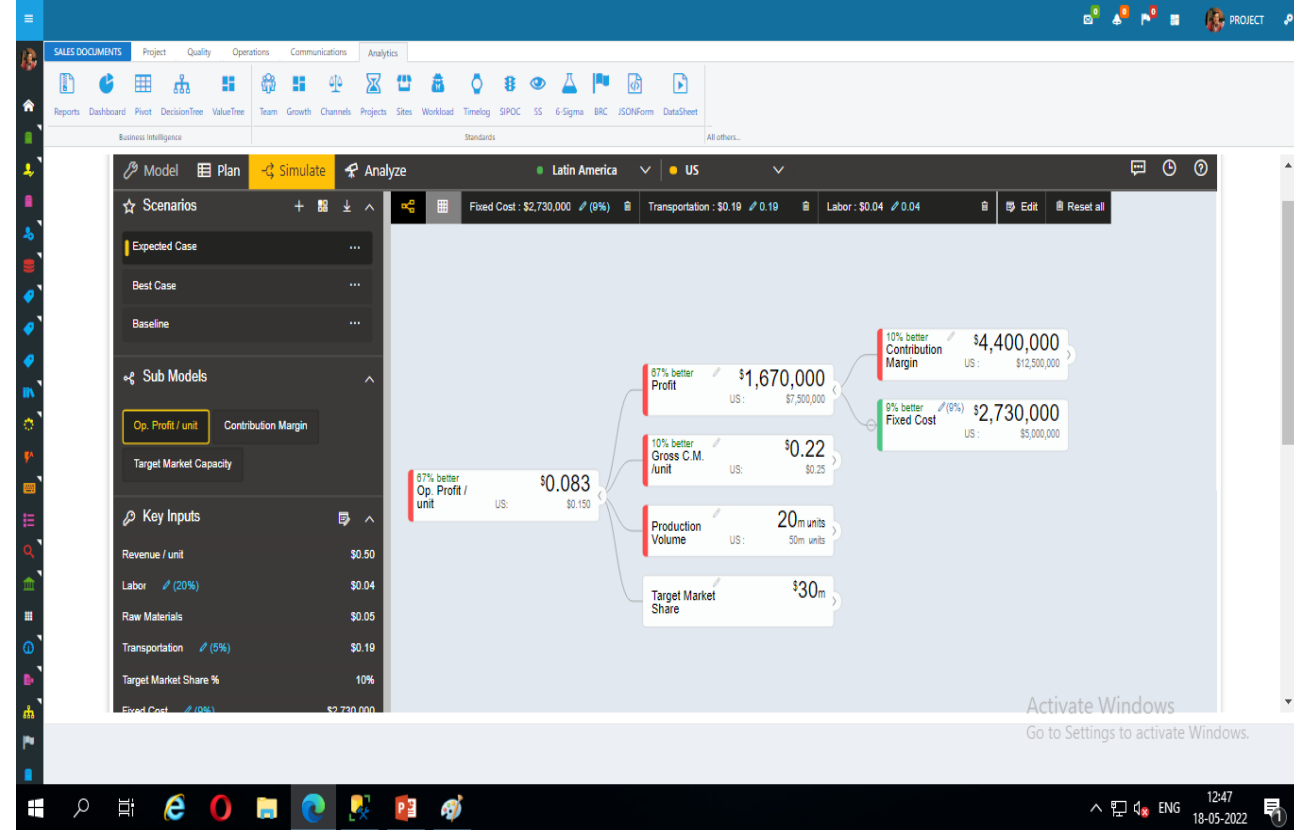 0 0 0
PROJECT
SALES DOCUMENTS Project Quality Operations Communications Analytics
Reports Dashboard Pivot DecisionTree ValueTree Team Growth Channels Projects Sites Workload Timelog SIPOC 5S 6-Sigma BRC JSONForm DataSheet
Business Intelligence Standards All others...
Model Plan Simulate Analyze Latin America US
Scenarios
Fixed Cost : $2,730,000 (9%) Transportation : $0.19 0.19 Labor : $0.04 0.04 Edit Reset all
Expected Case ...
Best Case ...
Baseline ...
Sub Models
Op. Profit / unit Contribution Margin
Target Market Capacity
Key Inputs
Revenue / unit $0.50
Labor (20%) $0.04
Raw Materials $0.05
Transportation (5%) $0.19
Target Market Share % 10%
Fixed Cost (9%) $2,730,000
87% better
Op. Profit /
unit
$0.083
US: $0.150
67% better
Profit
$1,670,000
US : $7,500,000
10% better
Gross C.M.
/unit
$0.22
US: $0.25
Production
Volume
20m units
US : 50m units
Target Market
Share
$30m
10% better
Contribution
Margin
$4,400,000
US : $12,500,000
9% better (9%)
Fixed Cost
$2,730,000
US : $5,000,000
Activate Windows
Go to Settings to activate Windows.
ENG
12:47
18-05-2022
1